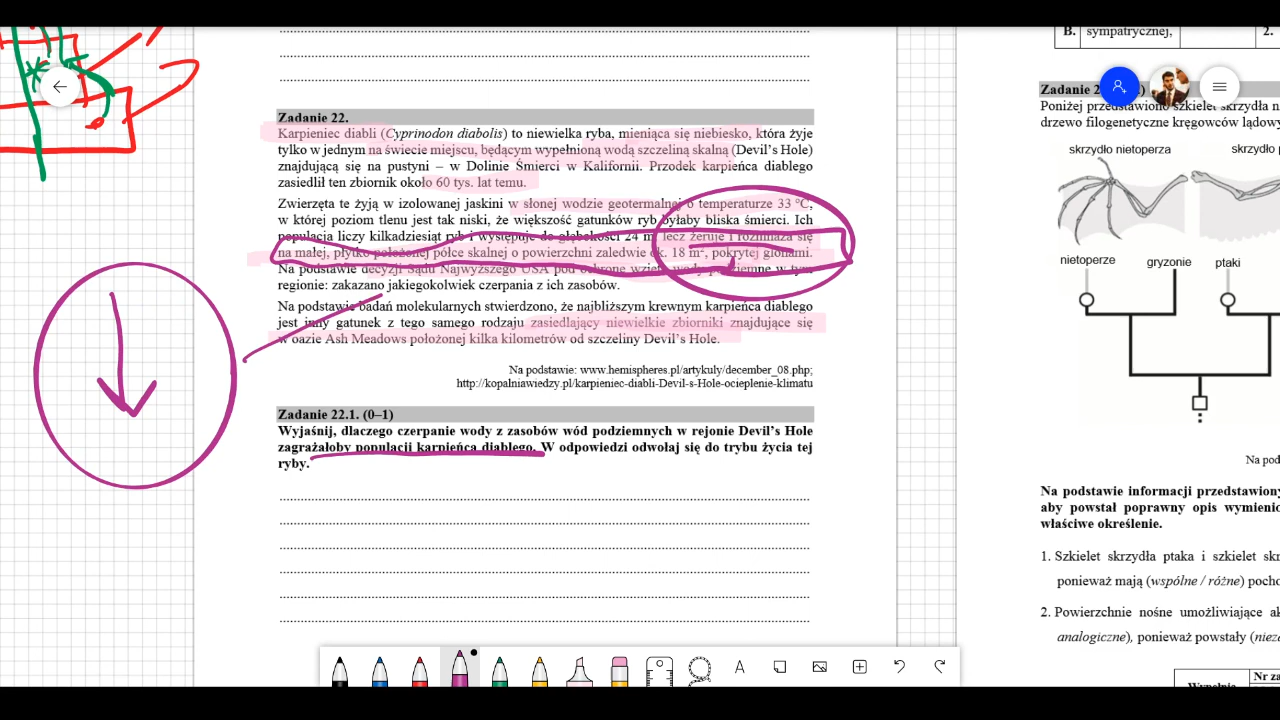 Zadanie 22.
Karpieniec diabli (Cyprinodon diabolis) to niewielka ryba, mieniąca się niebiesko, która żyje
tylko w jednym na świecie miejscu, będącym wypełnioną wodą szczeliną skalną (Devil's Hole)
znajdującą się na pustyni – w Dolinie Śmierci w Kalifornii. Przodek karpieńca diablego
zasiedlił ten zbiornik około 60 tys. lat temu.
Zwierzęta te żyją w izolowanej jaskini w słonej wodzie geotermalnej o temperaturze 33 °C,
w której poziom tlenu jest tak niski, że większość gatunków ryb byłaby bliska śmierci. Ich
populacja liczy kilkadziesiąt ryb i występuje do głębokości 24 m, lecz żeruje i rozmnaża się
na małej, płytko położonej półce skalnej o powierzchni zaledwie ok. 18 m², pokrytej glonami.
Na podstawie decyzji Sądu Najwyższego USA pod ochronę wzięto wody podziemne w tym
regionie: zakazano jakiegokolwiek czerpania z ich zasobów.
Na podstawie badań molekularnych stwierdzono, że najbliższym krewnym karpieńca diablego
jest inny gatunek z tego samego rodzaju zasiedlający niewielkie zbiorniki znajdujące się
w oazie Ash Meadows położonej kilka kilometrów od szczeliny Devil's Hole.
Na podstawie: www.hemispheres.pl/artykuly/december_08.php;
http://kopalniawiedzy.pl/karpieniec-diabli-Devil-s-Hole-ocieplenie-klimatu
Zadanie 22.1. (0–1)
Wyjaśnij, dlaczego czerpanie wody z zasobów wód podziemnych w rejonie Devil's Hole
zagrażałoby populacji karpieńca diablego. W odpowiedzi odwołaj się do trybu życia tej
ryby.
B. sympatrycznej, 2.
Zadanie 2
Poniżej przedstawiono szkielet skrzydła n
drzewo filogenetyczne kręgowców lądowy
skrzydło nietoperza skrzydło p
nietoperze gryzonie ptaki
Na pod
Na podstawie informacji przedstawiony
aby powstał poprawny opis wymienio
właściwe określenie.
1. Szkielet skrzydła ptaka i szkielet skr
ponieważ mają (wspólne / różne) pocho
2. Powierzchnie nośne umożliwiające ak
analogiczne), ponieważ powstały (niez
Nr za
A